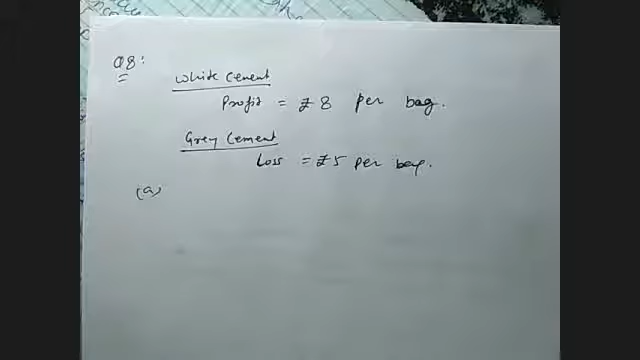 Q8:
White Cement
Profit = ₹ 8 per bag.
Grey Cement
Loss = ₹5 per bag.
(a)